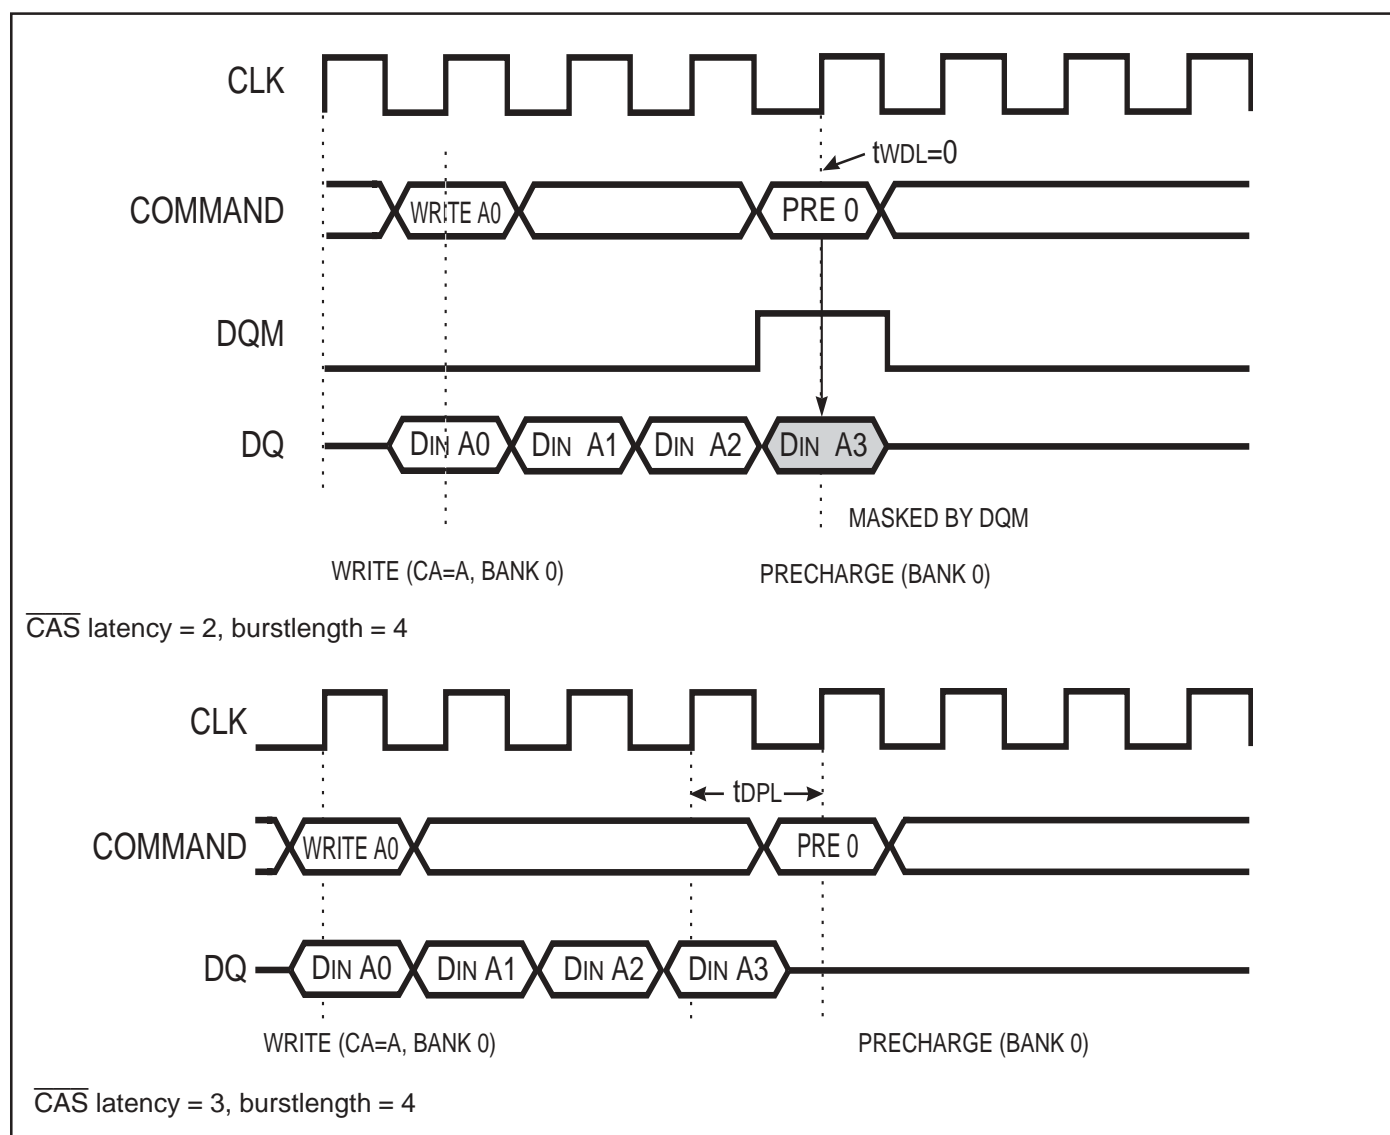 CLK
tWDL=0
COMMAND WRITE A0 PRE 0
DQM
DQ DIN A0 DIN A1 DIN A2 DIN A3
MASKED BY DQM
WRITE (CA=A, BANK 0) PRECHARGE (BANK 0)
CAS latency = 2, burstlength = 4
CLK
tDPL
COMMAND WRITE A0 PRE 0
DQ DIN A0 DIN A1 DIN A2 DIN A3
WRITE (CA=A, BANK 0) PRECHARGE (BANK 0)
CAS latency = 3, burstlength = 4